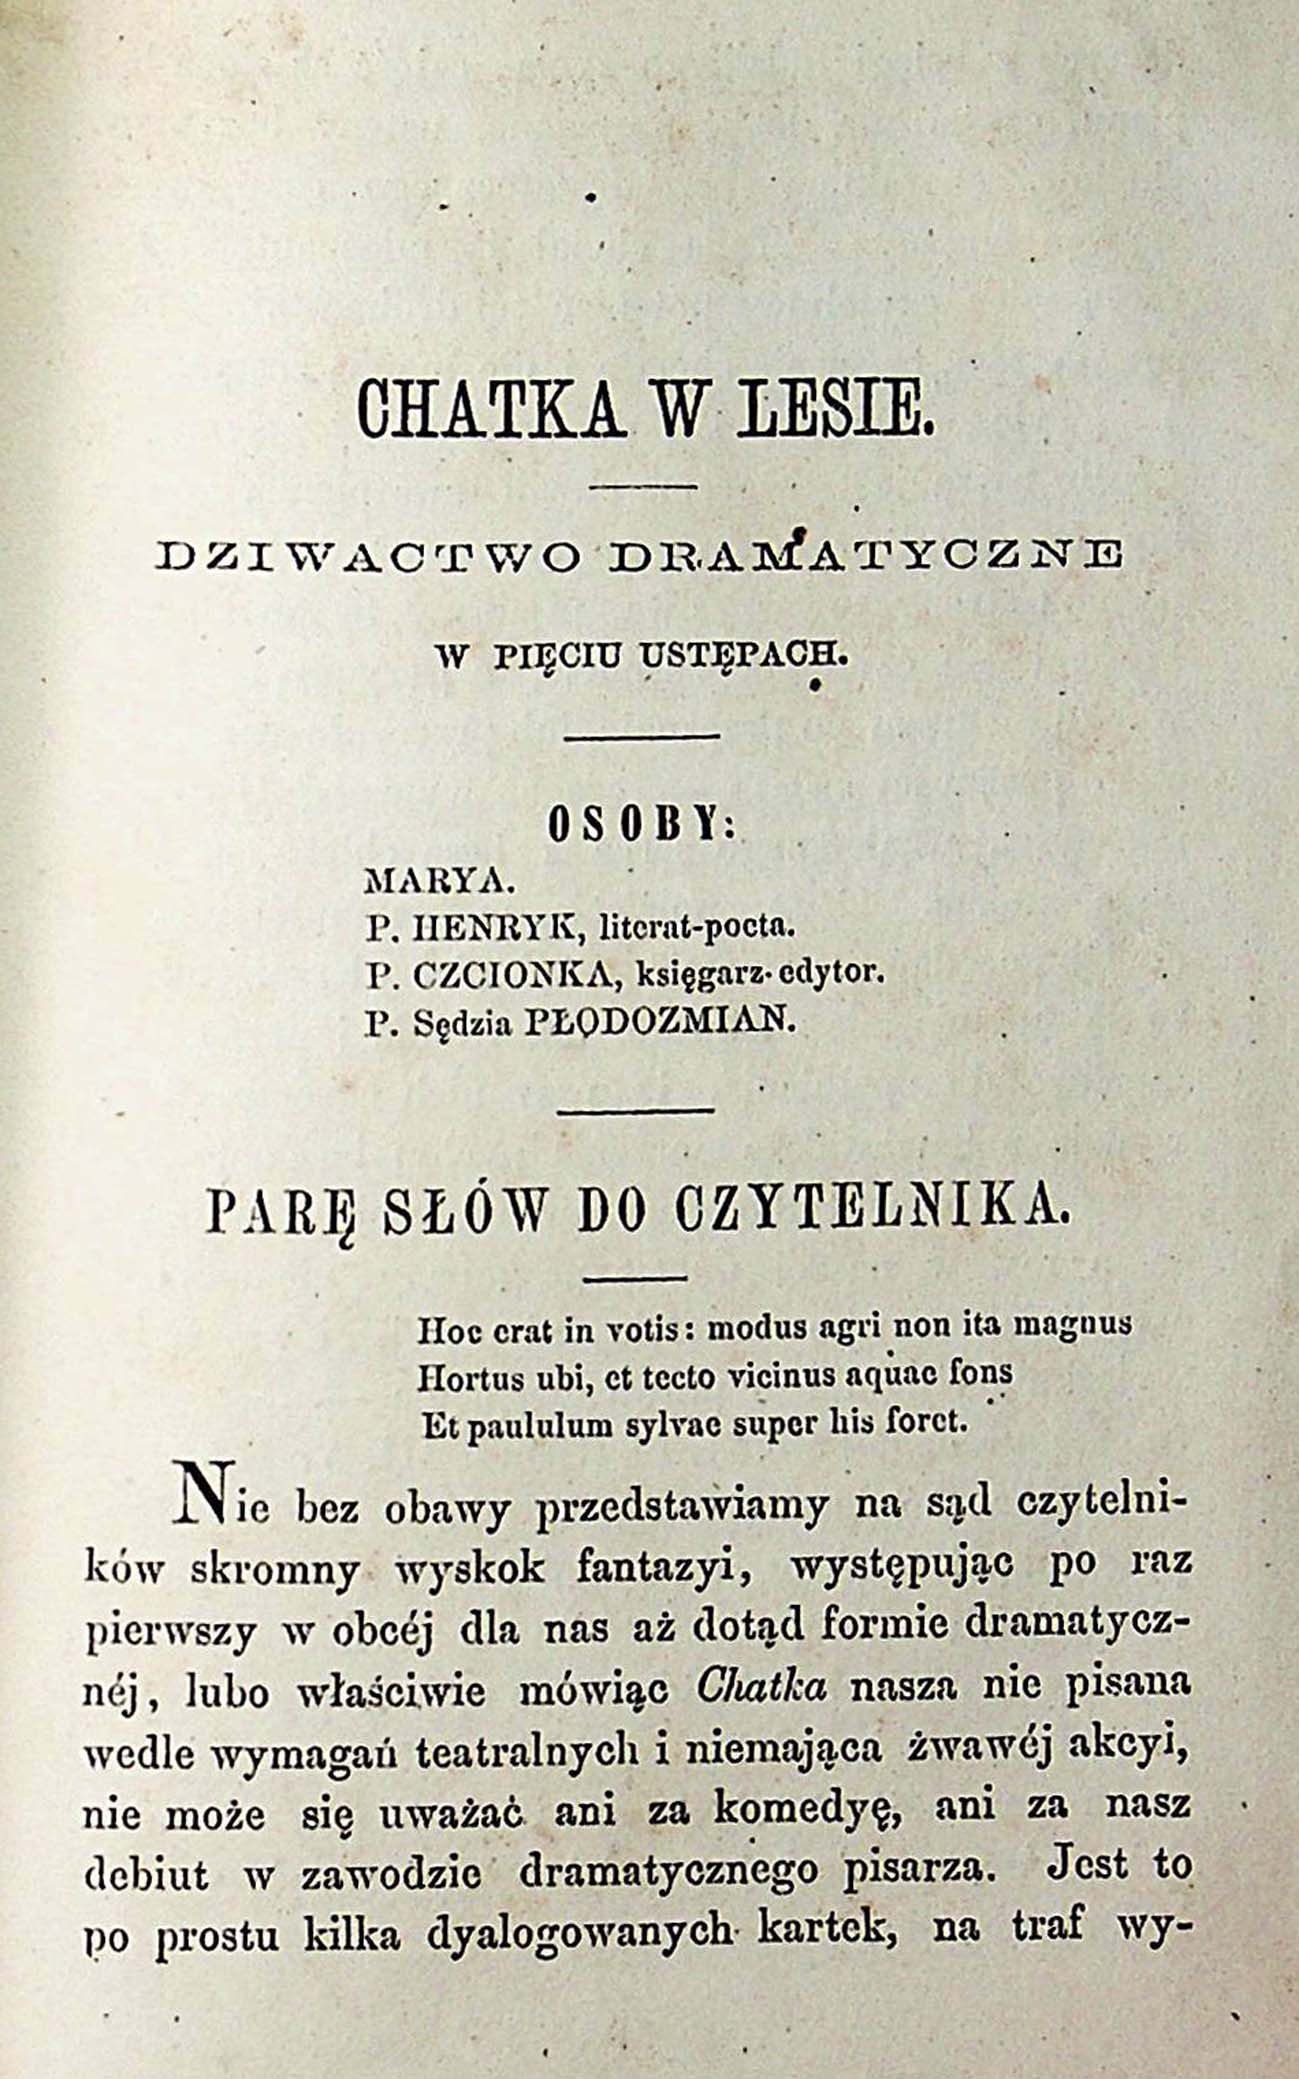 CHATKA W LESIE.
DZIWACTWO DRAMATYCZNE
W PIĘCIU USTĘPACH.
OSOBY:
MARYA.
P. HENRYK, literat-poeta.
P. CZCIONKA, księgarz-edytor.
P. Sędzia PŁODOZMIAN.
PARĘ SŁÓW DO CZYTELNIKA.
Hoc erat in votis: modus agri non ita magnus
Hortus ubi, et tecto vicinus aquae fons
Et paululum sylvae super his foret.
Nie bez obawy przedstawiamy na sąd czytelni-
ków skromny wyskok fantazyi, występując po raz
pierwszy w obcéj dla nas aż dotąd formie dramatycz-
néj, lubo właściwie mówiąc Chatka nasza nie pisana
wedle wymagań teatralnych i niemająca żwawéj akcyi,
nie może się uważać ani za komedyę, ani za nasz
debiut w zawodzie dramatycznego pisarza. Jest to
po prostu kilka dyalogowanych kartek, na traf wy-